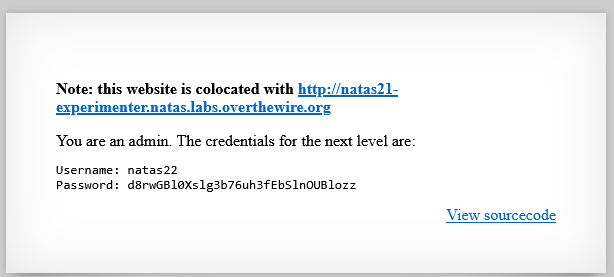 Note: this website is colocated with http://natas21-
experimenter.natas.labs.overthewire.org
You are an admin. The credentials for the next level are:
Username: natas22
Password: d8rwGBl0Xslg3b76uh3fEbSlnOUBlozz
View sourcecode